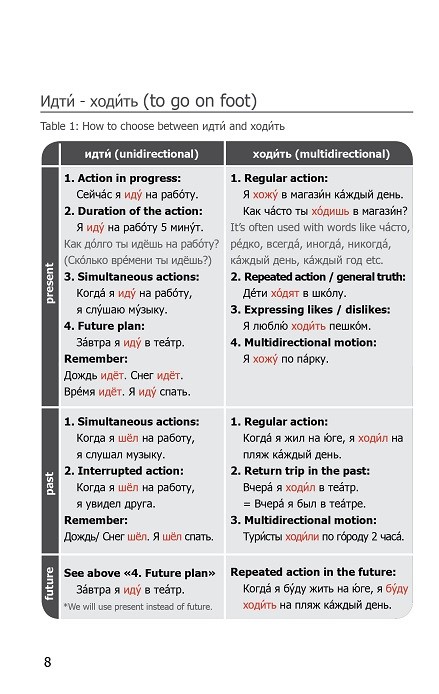 Идти́ - ходи́ть (to go on foot)
Table 1: How to choose between идти́ and ходи́ть
идти́ (unidirectional)
ходи́ть (multidirectional)
present
1. Action in progress:
Сейча́с я иду́ на рабо́ту.
2. Duration of the action:
Я иду́ на рабо́ту 5 мину́т.
Как до́лго ты идёшь на рабо́ту?
(Ско́лько вре́мени ты идёшь?)
3. Simultaneous actions:
Когда́ я иду́ на рабо́ту,
я слу́шаю му́зыку.
4. Future plan:
За́втра я иду́ в теа́тр.
Remember:
Дождь идёт. Снег идёт.
Вре́мя идёт. Я иду́ спать.
1. Regular action:
Я хожу́ в магази́н ка́ждый день.
Как ча́сто ты хо́дишь в магази́н?
It's often used with words like ча́сто,
ре́дко, всегда́, иногда́, никогда́,
ка́ждый день, ка́ждый год etc.
2. Repeated action / general truth:
Де́ти хо́дят в шко́лу.
3. Expressing likes / dislikes:
Я люблю́ ходи́ть пешко́м.
4. Multidirectional motion:
Я хожу́ по па́рку.
past
1. Simultaneous actions:
Когда я шёл на работу,
я слушал музыку.
2. Interrupted action:
Когда я шёл на работу,
я увидел друга.
Remember:
Дождь/ Снег шёл. Я шёл спать.
1. Regular action:
Когда́ я жил на ю́ге, я ходи́л на
пляж ка́ждый день.
2. Return trip in the past:
Вчера́ я ходи́л в теа́тр.
= Вчера́ я был в теа́тре.
3. Multidirectional motion:
Тури́сты ходи́ли по го́роду 2 часа́.
future
See above «4. Future plan»
За́втра я иду́ в теа́тр.
*We will use present instead of future.
Repeated action in the future:
Когда́ я бу́ду жить на ю́ге, я бу́ду
ходи́ть на пляж ка́ждый день.
8